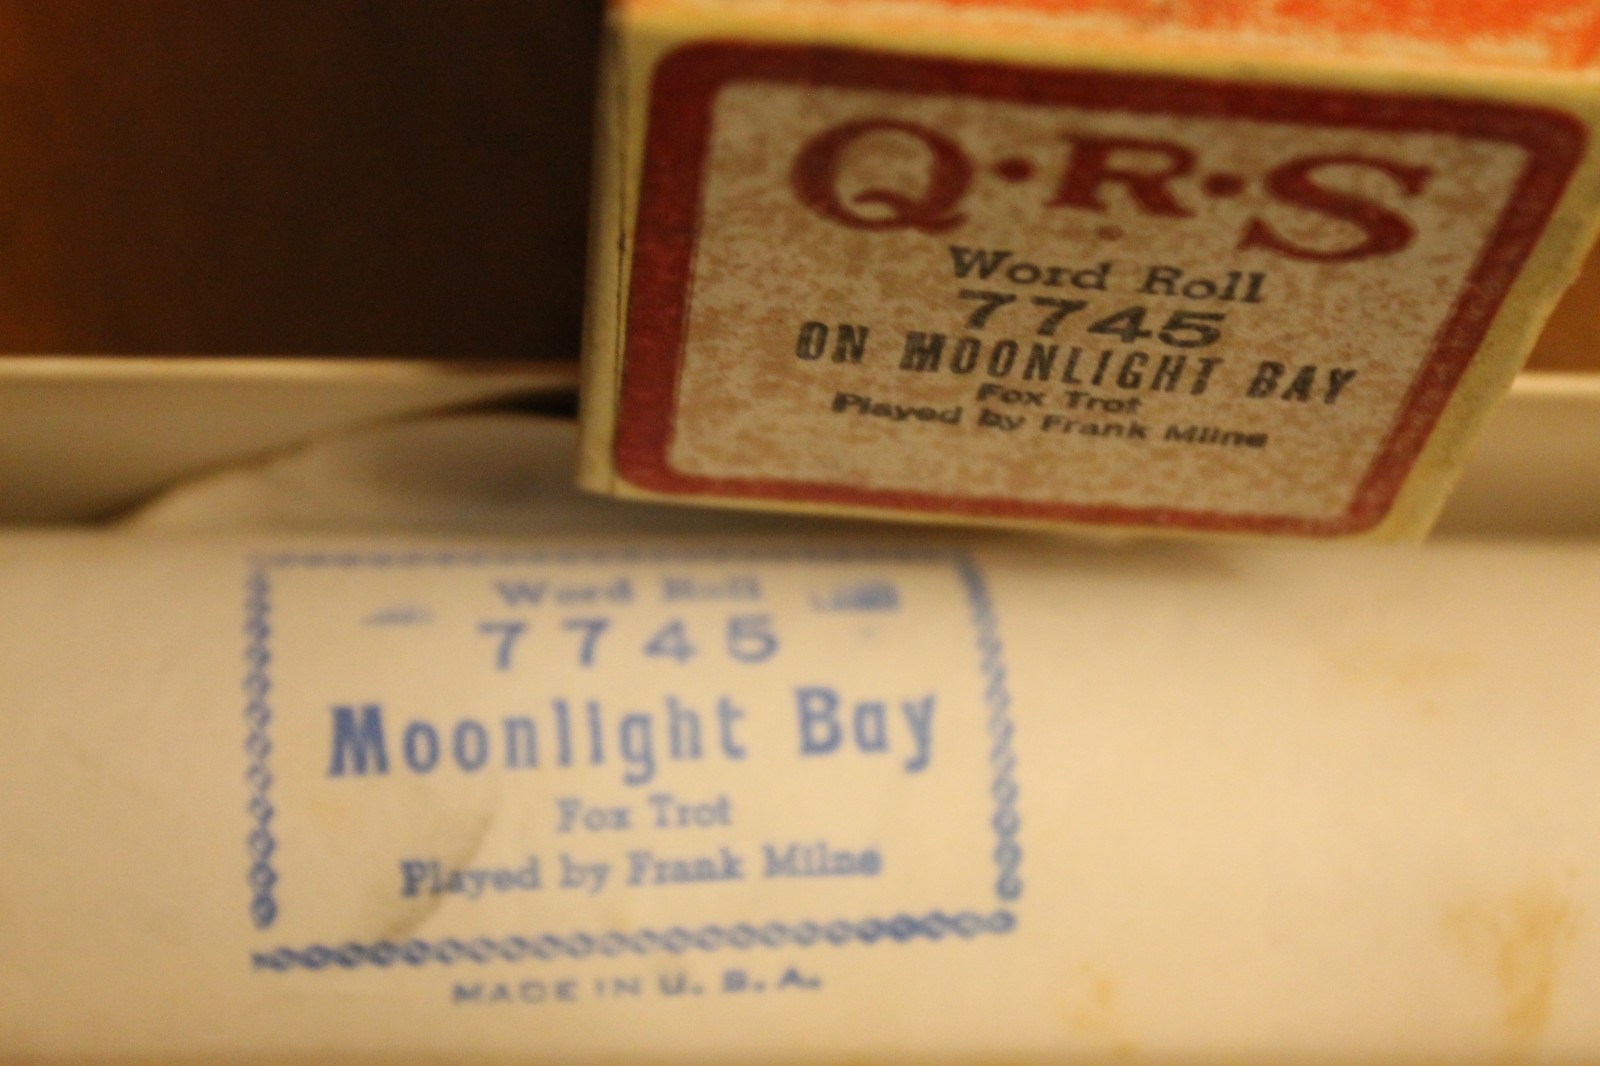 Q·R·S
Word Roll
7745
ON MOONLIGHT BAY
Fox Trot
Played by Frank Milne
Word Roll
7745
Moonlight Bay
Fox Trot
Played by Frank Milne
MADE IN U. S. A.